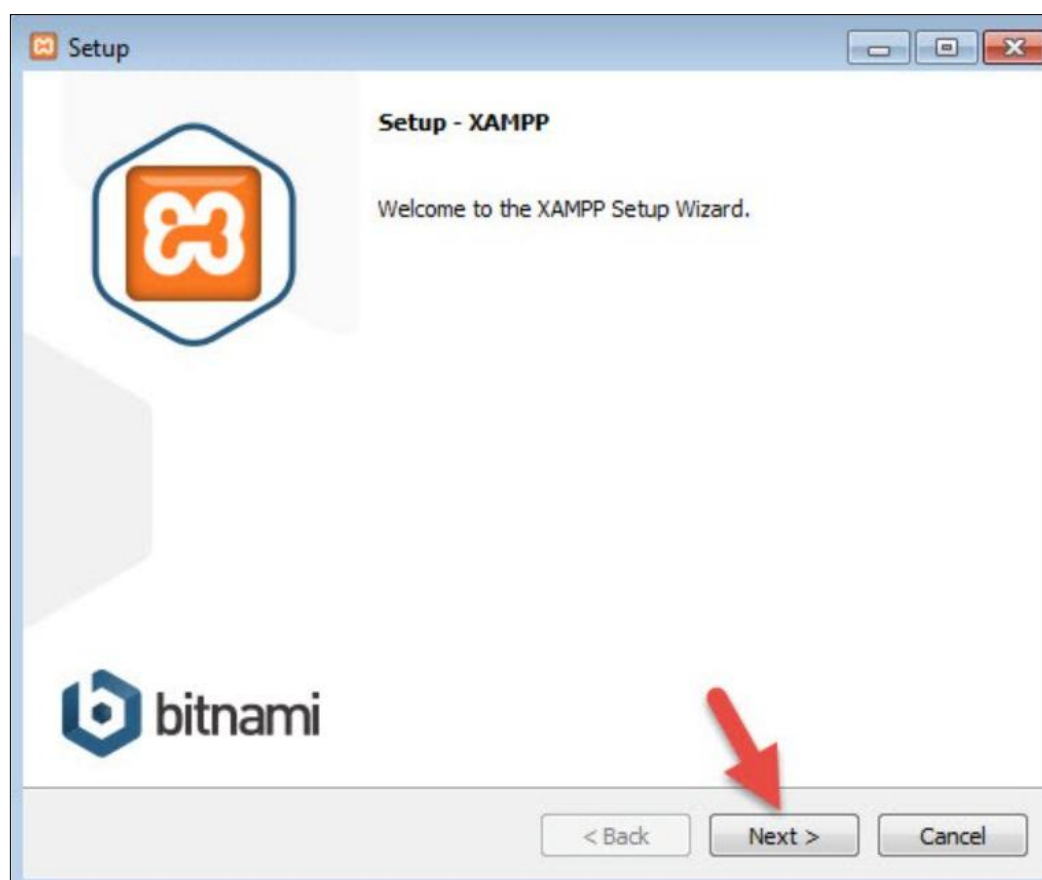 Setup
Setup - XAMPP
Welcome to the XAMPP Setup Wizard.
bitnami
< Back
Next >
Cancel